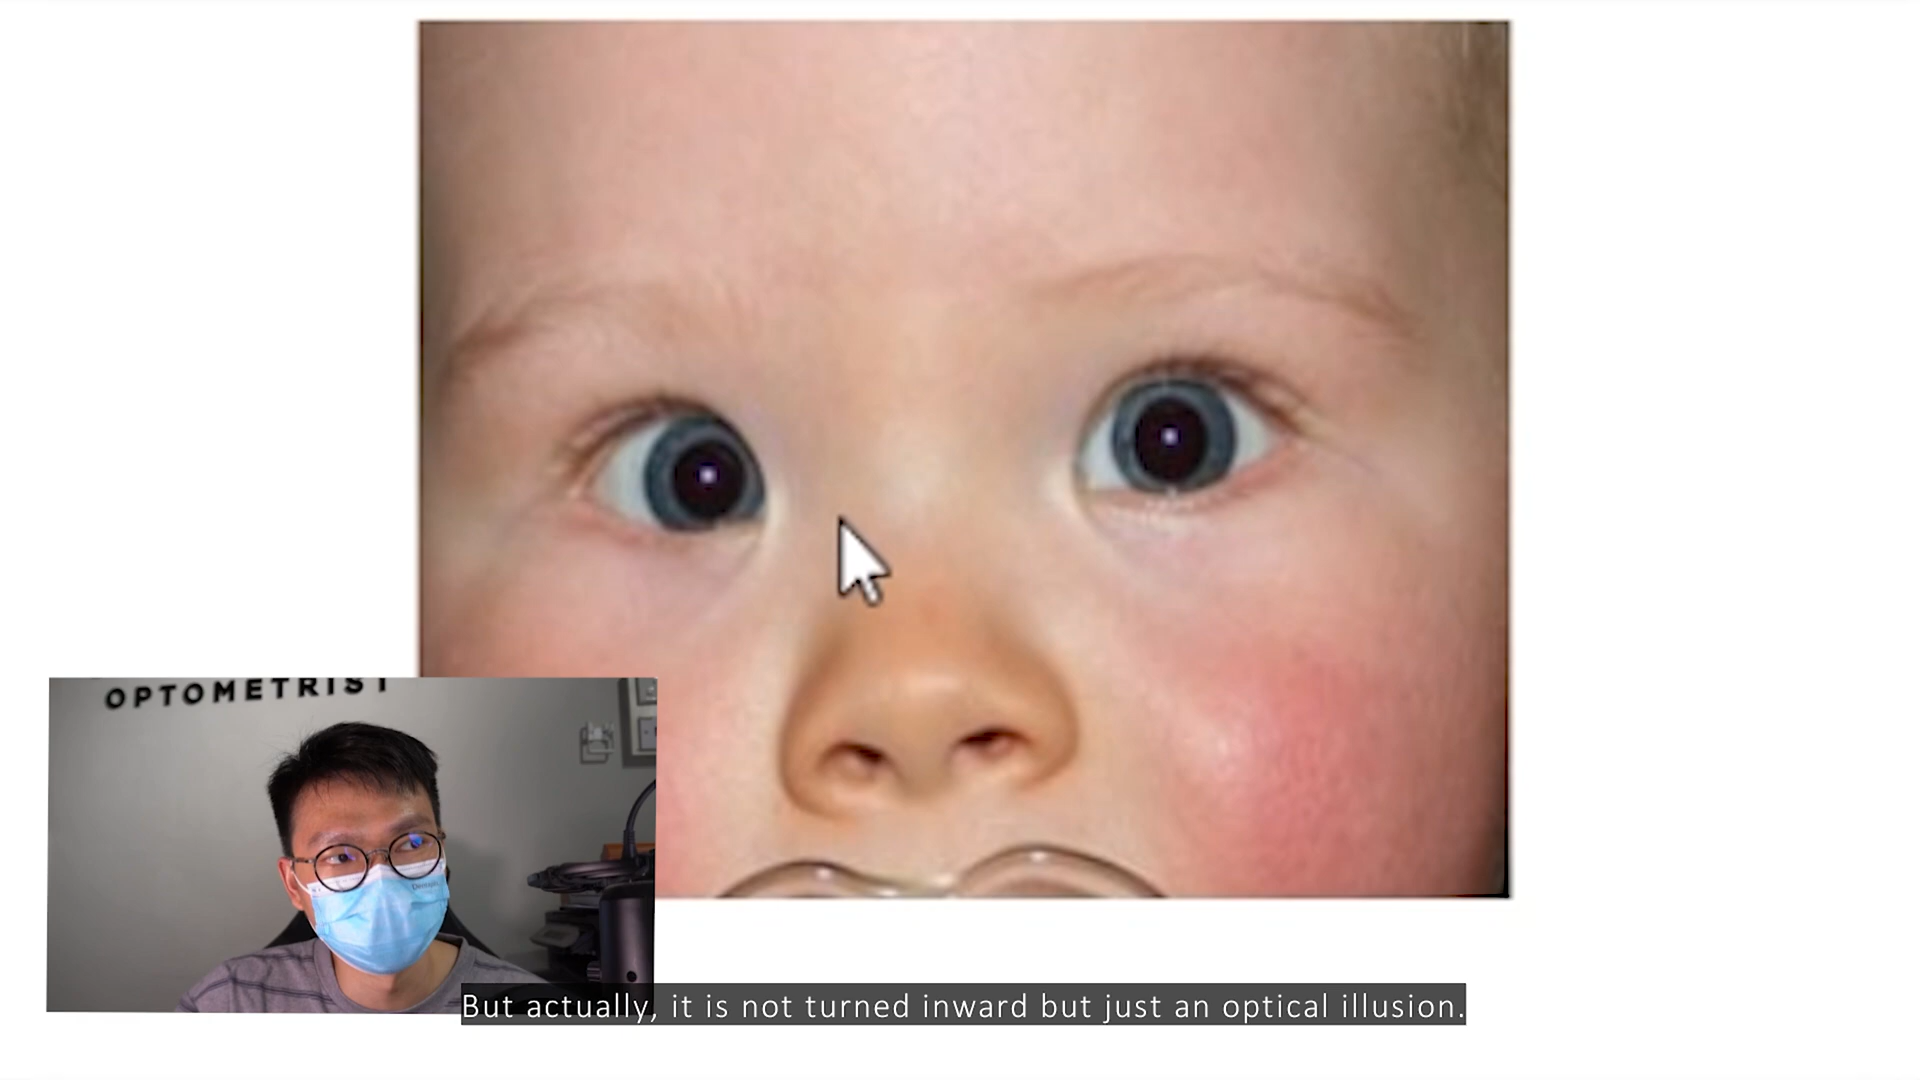 OPTOMETRIST
But actually, it is not turned inward but just an optical illusion.